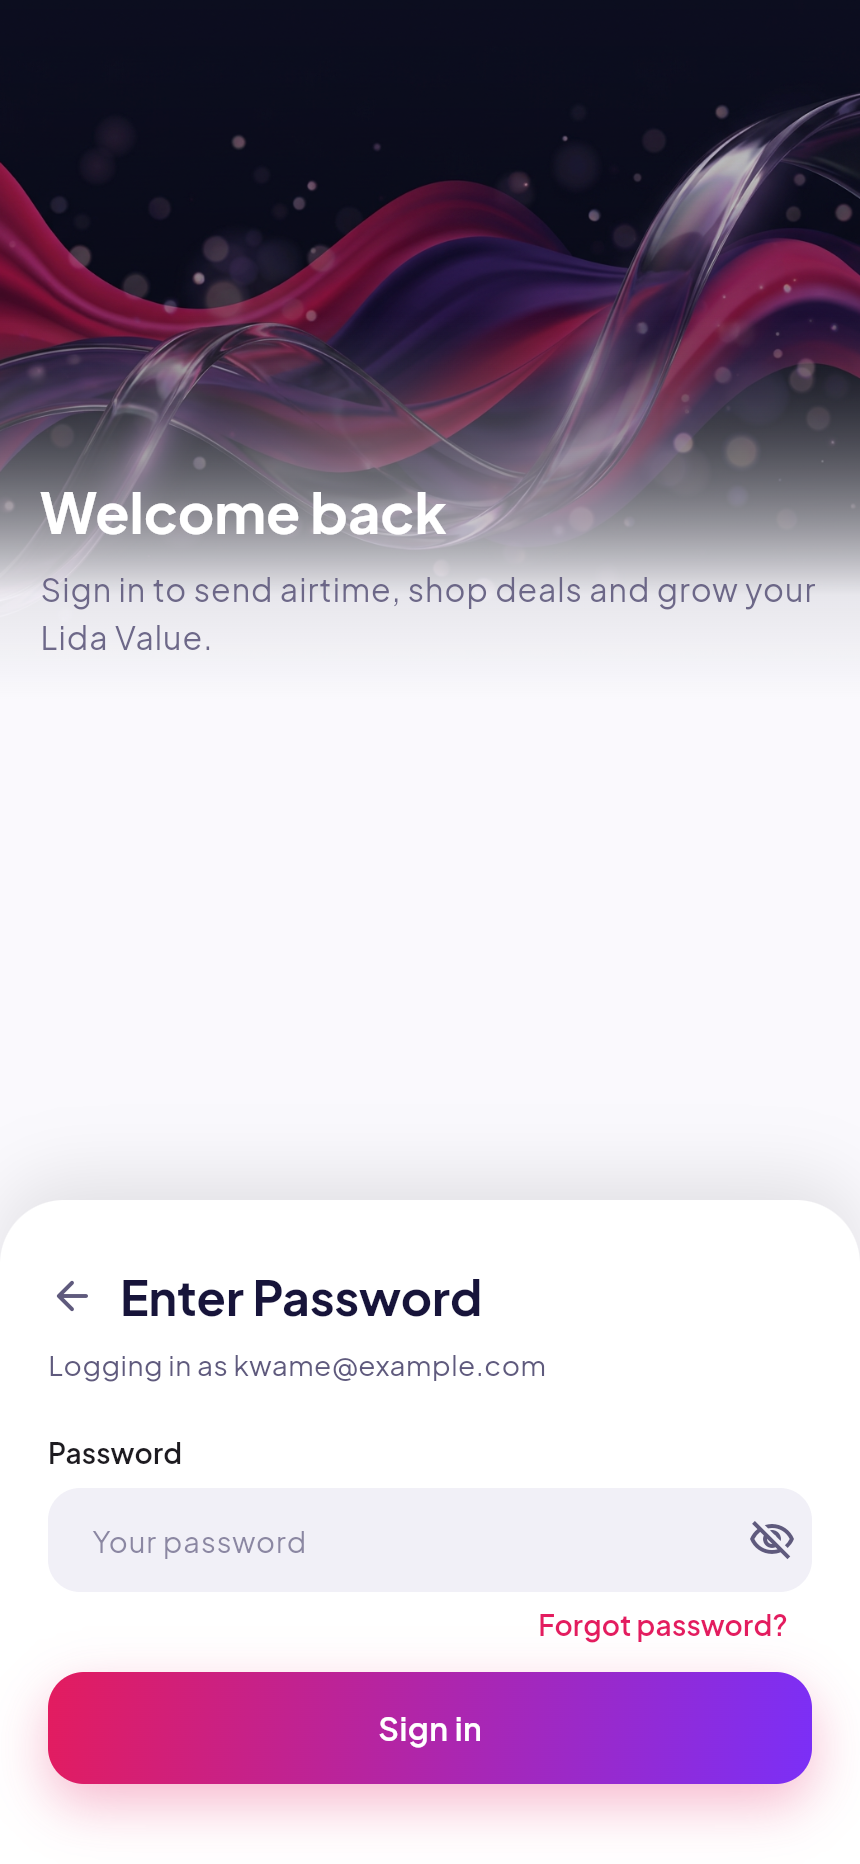 Welcome back
Sign in to send airtime, shop deals and grow your
Lida Value.
Enter Password
Logging in as kwame@example.com
Password
Your password
Forgot password?
Sign in